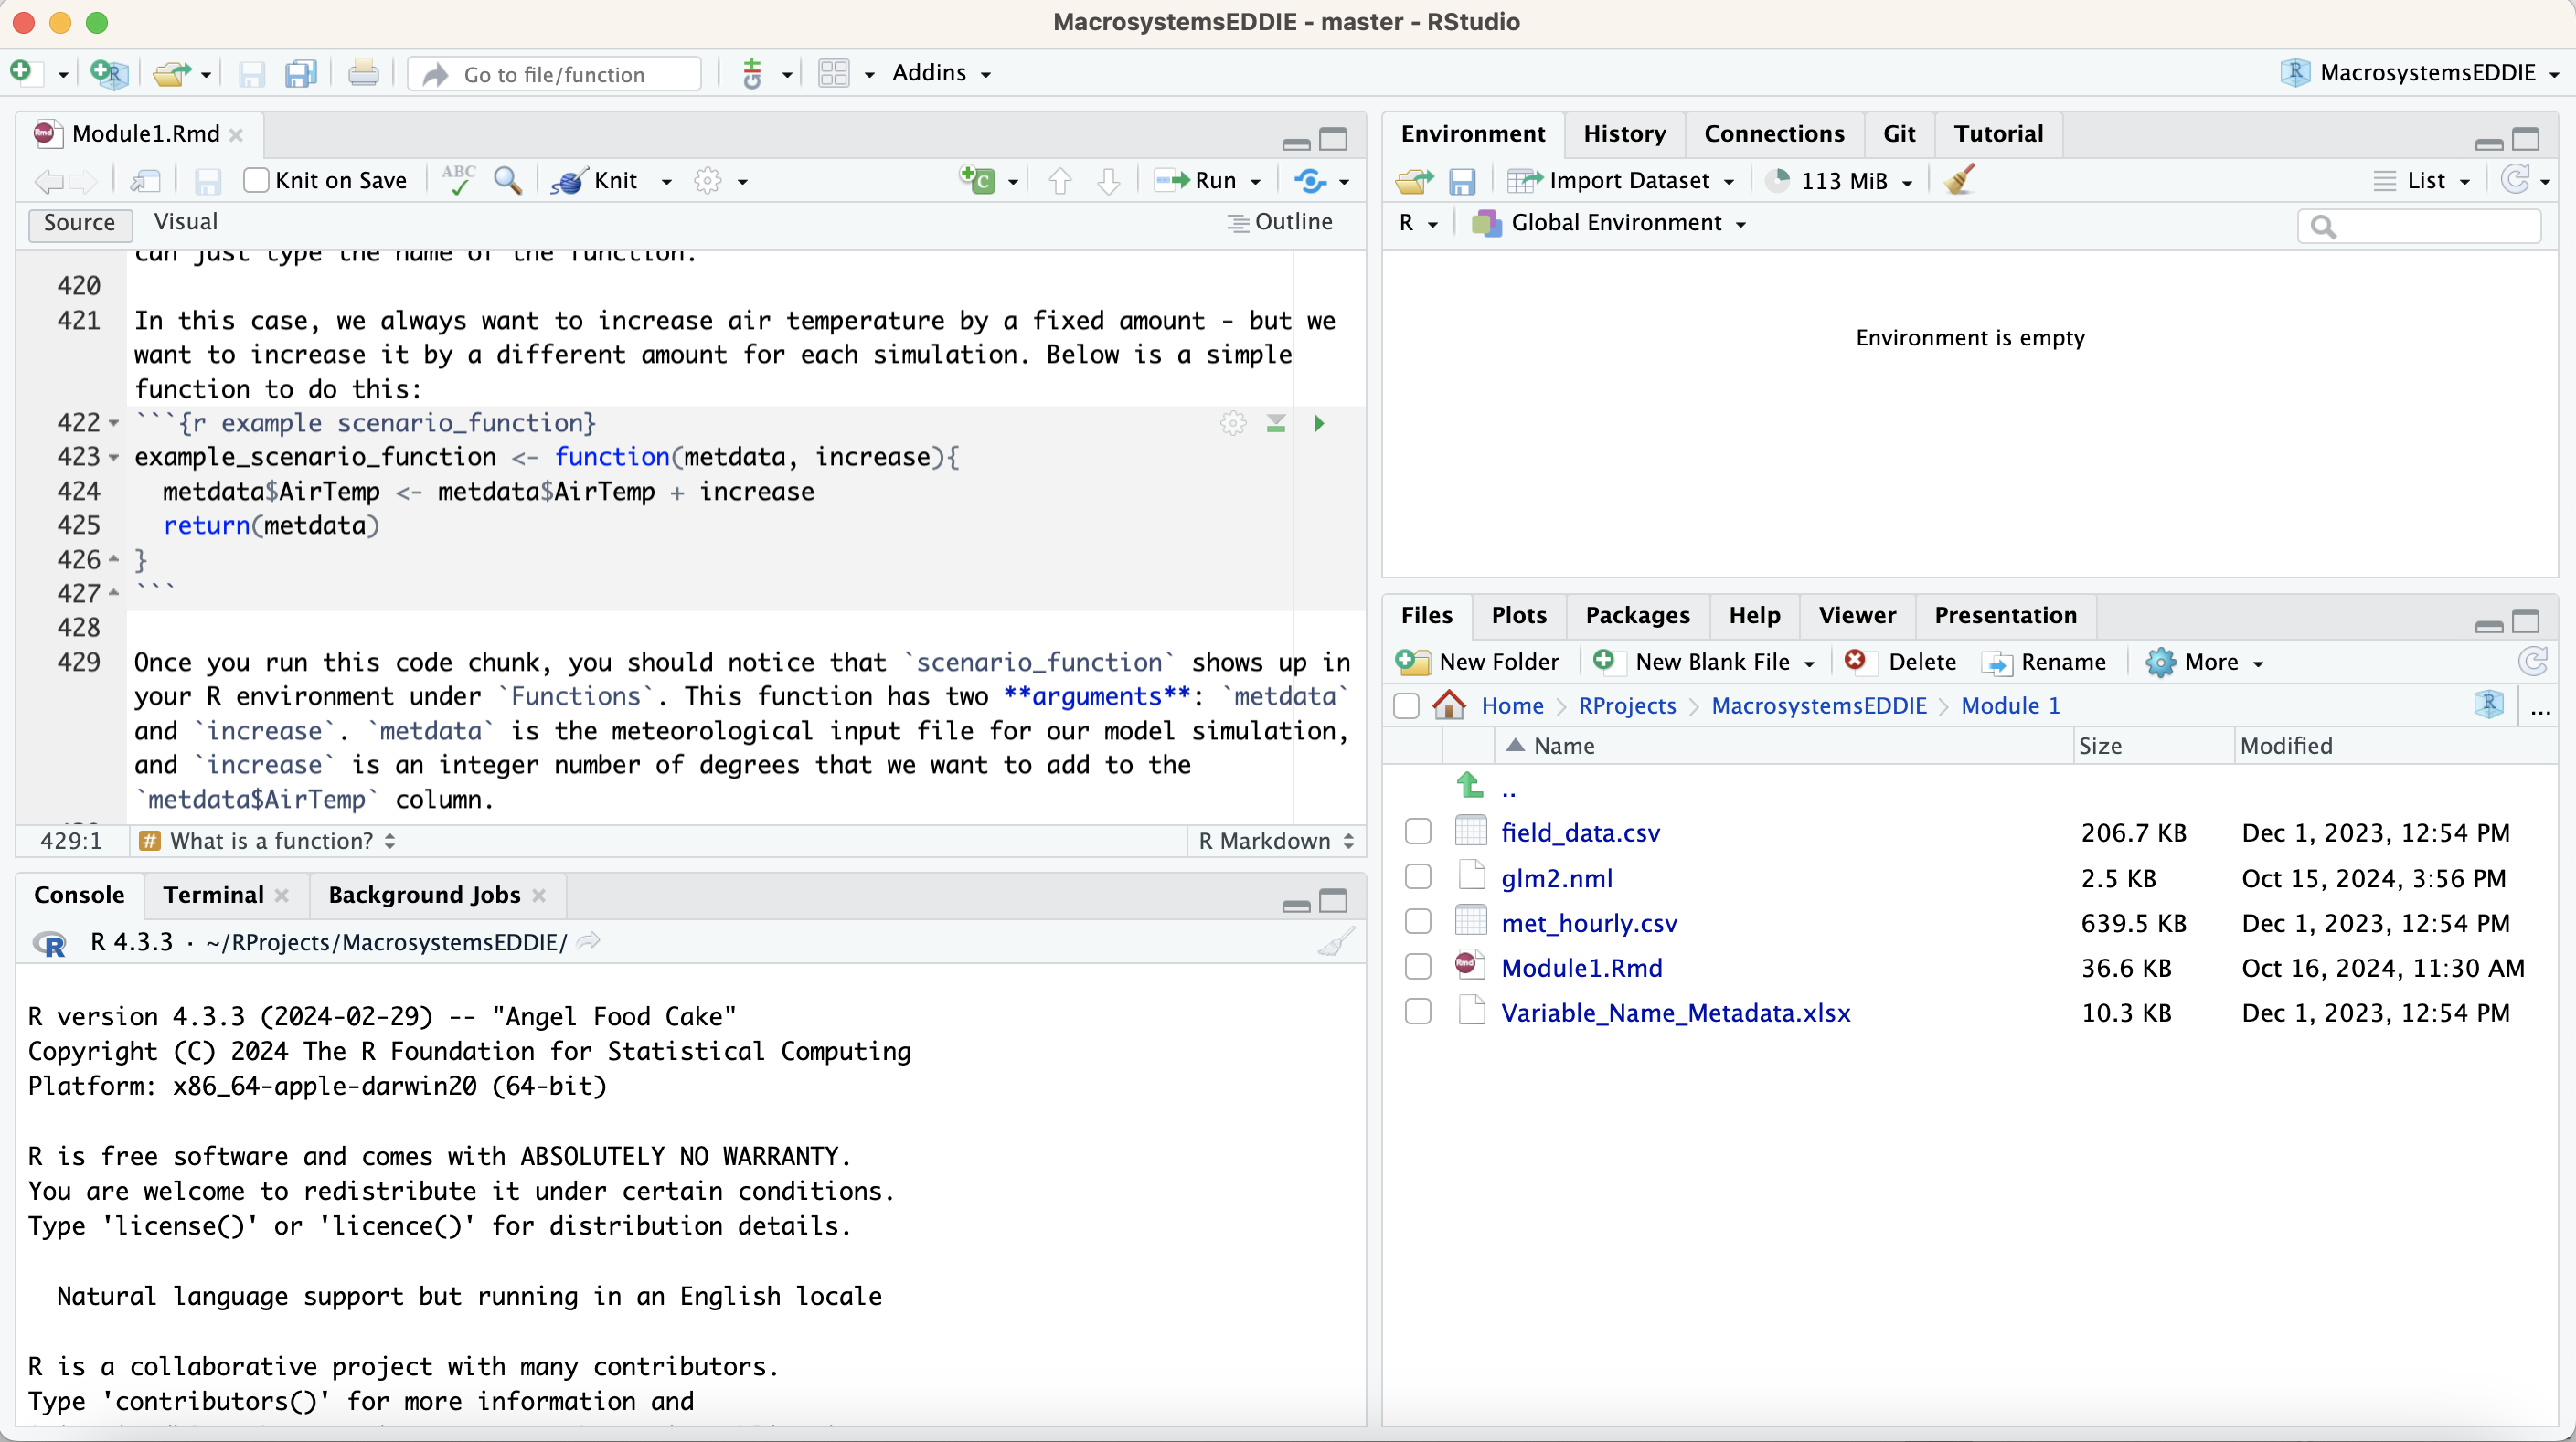 MacrosystemsEDDIE - master - RStudio
Go to file/function
Addins
MacrosystemsEDDIE
Module1.Rmd
Knit on Save
ABC
Knit
Run
Source
Visual
Outline
can just type the name of the function.
420
421 In this case, we always want to increase air temperature by a fixed amount - but we
want to increase it by a different amount for each simulation. Below is a simple
function to do this:
422 ```{r example scenario_function}
423 example_scenario_function <- function(metdata, increase){
424   metdata$AirTemp <- metdata$AirTemp + increase
425   return(metdata)
426 }
427 ```
428
429 Once you run this code chunk, you should notice that `scenario_function` shows up in
your R environment under `Functions`. This function has two **arguments**: `metdata`
and `increase`. `metdata` is the meteorological input file for our model simulation,
and `increase` is an integer number of degrees that we want to add to the
`metdata$AirTemp` column.
429:1
# What is a function?
R Markdown
Console
Terminal
Background Jobs
R 4.3.3 · ~/RProjects/MacrosystemsEDDIE/
R version 4.3.3 (2024-02-29) -- "Angel Food Cake"
Copyright (C) 2024 The R Foundation for Statistical Computing
Platform: x86_64-apple-darwin20 (64-bit)
R is free software and comes with ABSOLUTELY NO WARRANTY.
You are welcome to redistribute it under certain conditions.
Type 'license()' or 'licence()' for distribution details.
Natural language support but running in an English locale
R is a collaborative project with many contributors.
Type 'contributors()' for more information and
Environment
History
Connections
Git
Tutorial
Import Dataset
113 MiB
List
R
Global Environment
Environment is empty
Files
Plots
Packages
Help
Viewer
Presentation
New Folder
New Blank File
Delete
Rename
More
Home
RProjects
MacrosystemsEDDIE
Module 1
...
Name Size Modified
..
field_data.csv 206.7 KB Dec 1, 2023, 12:54 PM
glm2.nml 2.5 KB Oct 15, 2024, 3:56 PM
met_hourly.csv 639.5 KB Dec 1, 2023, 12:54 PM
Module1.Rmd 36.6 KB Oct 16, 2024, 11:30 AM
Variable_Name_Metadata.xlsx 10.3 KB Dec 1, 2023, 12:54 PM